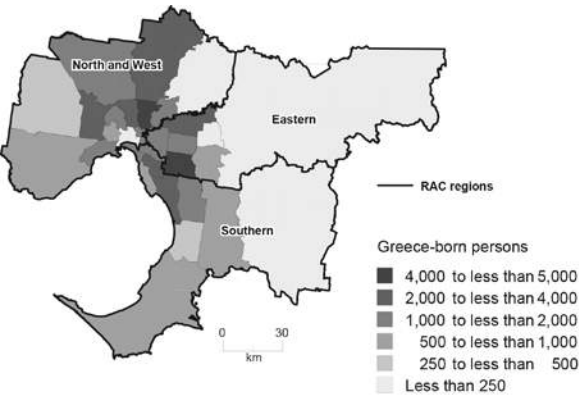 North and West
Eastern
RAC regions
Southern
Greece-born persons
4,000 to less than 5,000
2,000 to less than 4,000
1,000 to less than 2,000
500 to less than 1,000
250 to less than 500
Less than 250
0 30
km